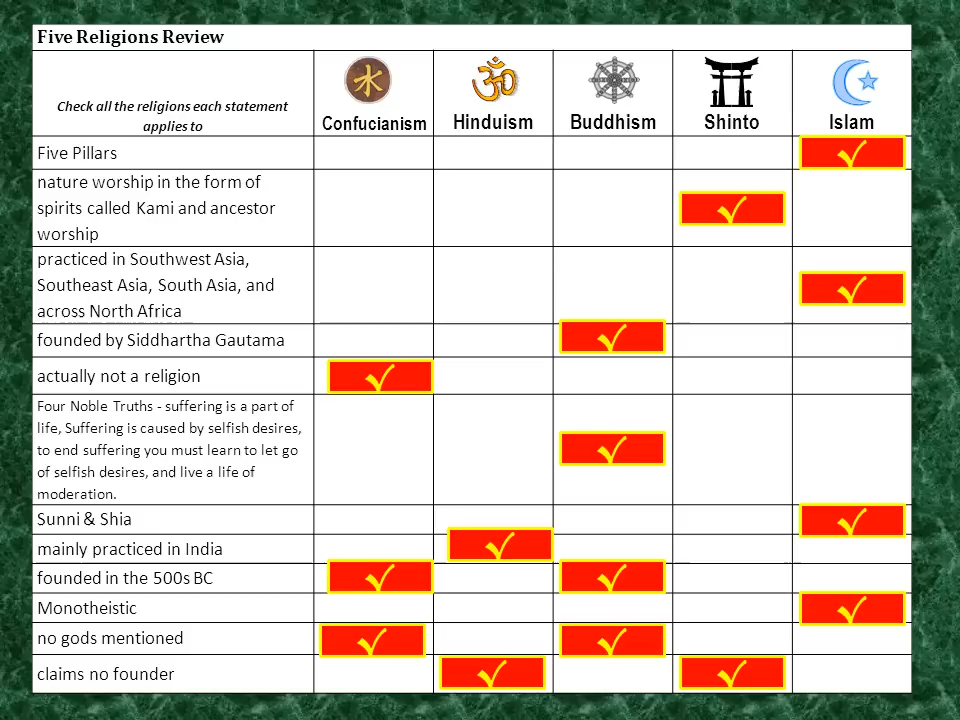 Five Religions Review
Check all the religions each statement
applies to
Confucianism
Hinduism
Buddhism
Shinto
Islam
Five Pillars
✓
nature worship in the form of
spirits called Kami and ancestor
worship
✓
practiced in Southwest Asia,
Southeast Asia, South Asia, and
across North Africa
✓
founded by Siddhartha Gautama
✓
actually not a religion
✓
Four Noble Truths - suffering is a part of
life, Suffering is caused by selfish desires,
to end suffering you must learn to let go
of selfish desires, and live a life of
moderation.
✓
Sunni & Shia
✓
mainly practiced in India
✓
founded in the 500s BC
✓ ✓
Monotheistic
✓
no gods mentioned
✓ ✓
claims no founder
✓ ✓